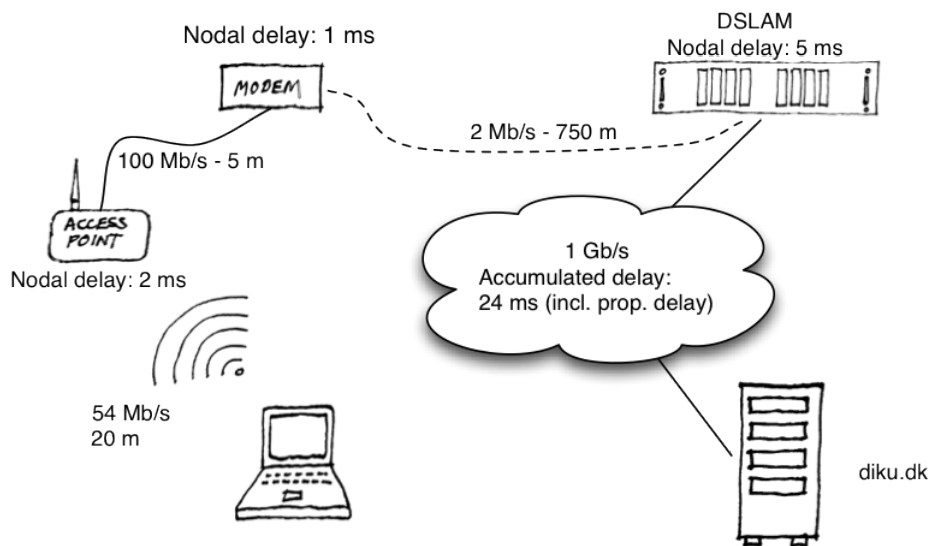 Nodal delay: 1 ms
MODEM
DSLAM
Nodal delay: 5 ms
2 Mb/s - 750 m
100 Mb/s - 5 m
ACCESS
POINT
Nodal delay: 2 ms
1 Gb/s
Accumulated delay:
24 ms (incl. prop. delay)
54 Mb/s
20 m
diku.dk